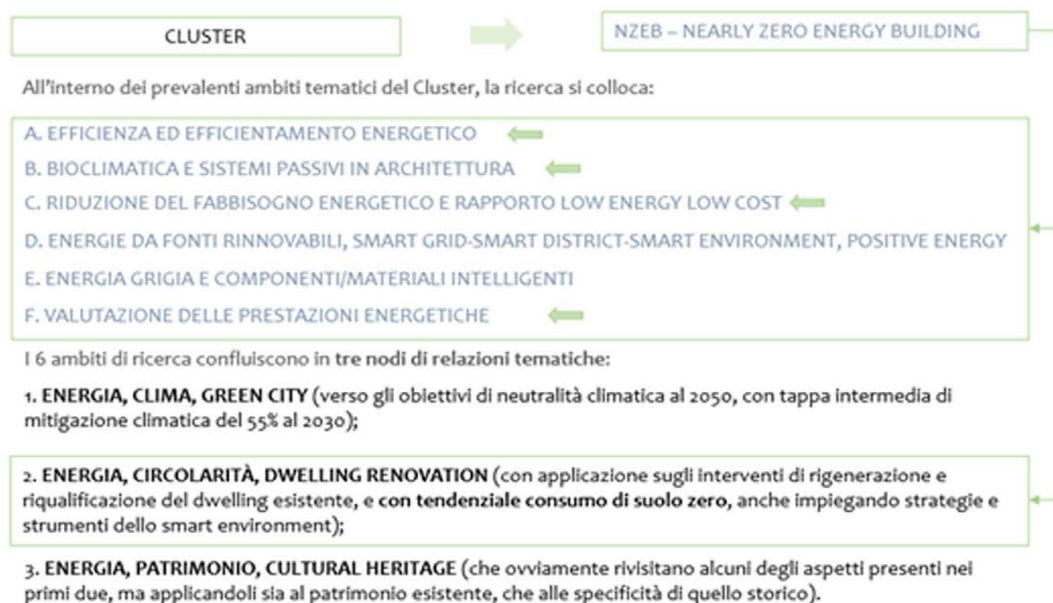 CLUSTER
NZEB – NEARLY ZERO ENERGY BUILDING
All'interno dei prevalenti ambiti tematici del Cluster, la ricerca si colloca:
A. EFFICIENZA ED EFFICIENTAMENTO ENERGETICO
B. BIOCLIMATICA E SISTEMI PASSIVI IN ARCHITETTURA
C. RIDUZIONE DEL FABBISOGNO ENERGETICO E RAPPORTO LOW ENERGY LOW COST
D. ENERGIE DA FONTI RINNOVABILI, SMART GRID-SMART DISTRICT-SMART ENVIRONMENT, POSITIVE ENERGY
E. ENERGIA GRIGIA E COMPONENTI/MATERIALI INTELLIGENTI
F. VALUTAZIONE DELLE PRESTAZIONI ENERGETICHE
I 6 ambiti di ricerca confluiscono in tre nodi di relazioni tematiche:
1. ENERGIA, CLIMA, GREEN CITY (verso gli obiettivi di neutralità climatica al 2050, con tappa intermedia di
mitigazione climatica del 55% al 2030);
2. ENERGIA, CIRCOLARITÀ, DWELLING RENOVATION (con applicazione sugli interventi di rigenerazione e
riqualificazione del dwelling esistente, e con tendenziale consumo di suolo zero, anche impiegando strategie e
strumenti dello smart environment);
3. ENERGIA, PATRIMONIO, CULTURAL HERITAGE (che ovviamente rivisitano alcuni degli aspetti presenti nei
primi due, ma applicandoli sia al patrimonio esistente, che alle specificità di quello storico).